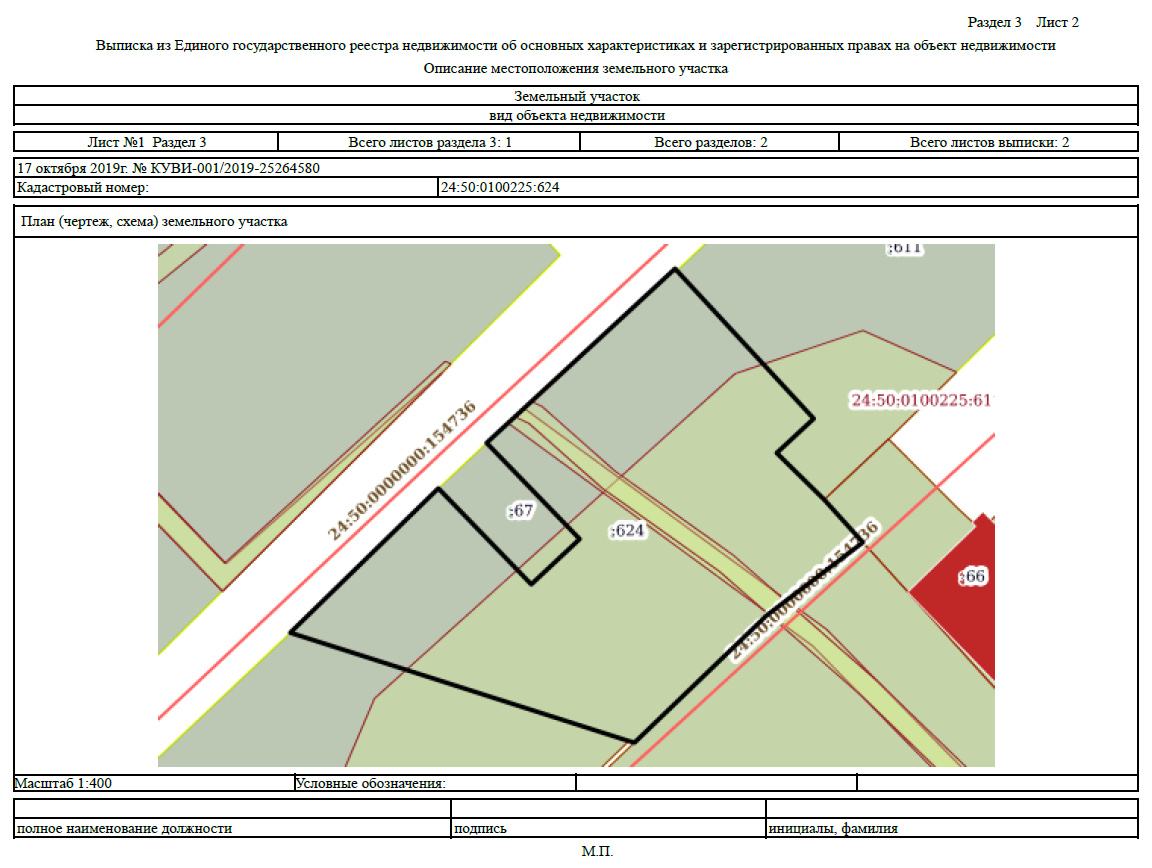 Раздел 3 Лист 2
Выписка из Единого государственного реестра недвижимости об основных характеристиках и зарегистрированных правах на объект недвижимости
Описание местоположения земельного участка
Земельный участок
вид объекта недвижимости
Лист №1 Раздел 3 Всего листов раздела 3: 1 Всего разделов: 2 Всего листов выписки: 2
17 октября 2019г. № КУВИ-001/2019-25264580
Кадастровый номер: 24:50:0100225:624
План (чертеж, схема) земельного участка
:611
24:50:0100225:61
24:50:0000000:154736
:67
:624
24:50:0000000:154736
:66
Масштаб 1:400 Условные обозначения:
полное наименование должности подпись инициалы, фамилия
М.П.